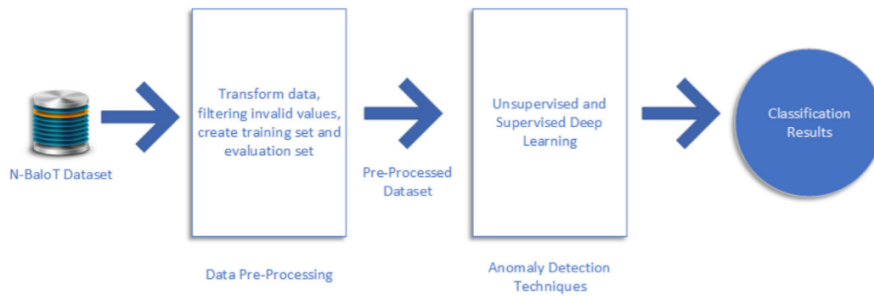 N-BaIoT Dataset
Transform data,
filtering invalid values,
create training set and
evaluation set
Data Pre-Processing
Pre-Processed
Dataset
Unsupervised and
Supervised Deep
Learning
Anomaly Detection
Techniques
Classification
Results